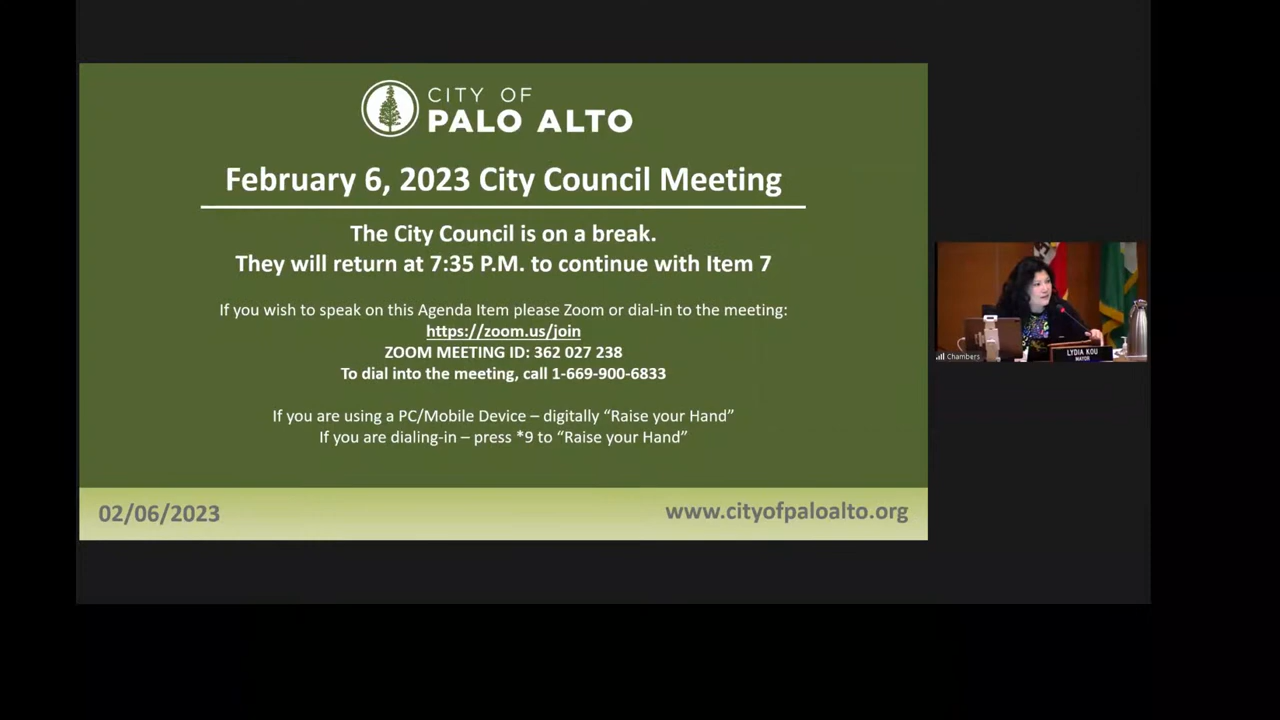 CITY OF
PALO ALTO
February 6, 2023 City Council Meeting
The City Council is on a break.
They will return at 7:35 P.M. to continue with Item 7
If you wish to speak on this Agenda Item please Zoom or dial-in to the meeting:
https://zoom.us/join
ZOOM MEETING ID: 362 027 238
To dial into the meeting, call 1-669-900-6833
If you are using a PC/Mobile Device – digitally “Raise your Hand”
If you are dialing-in – press *9 to “Raise your Hand”
02/06/2023
www.cityofpaloalto.org
Chambers
LYDIA KOU
MAYOR